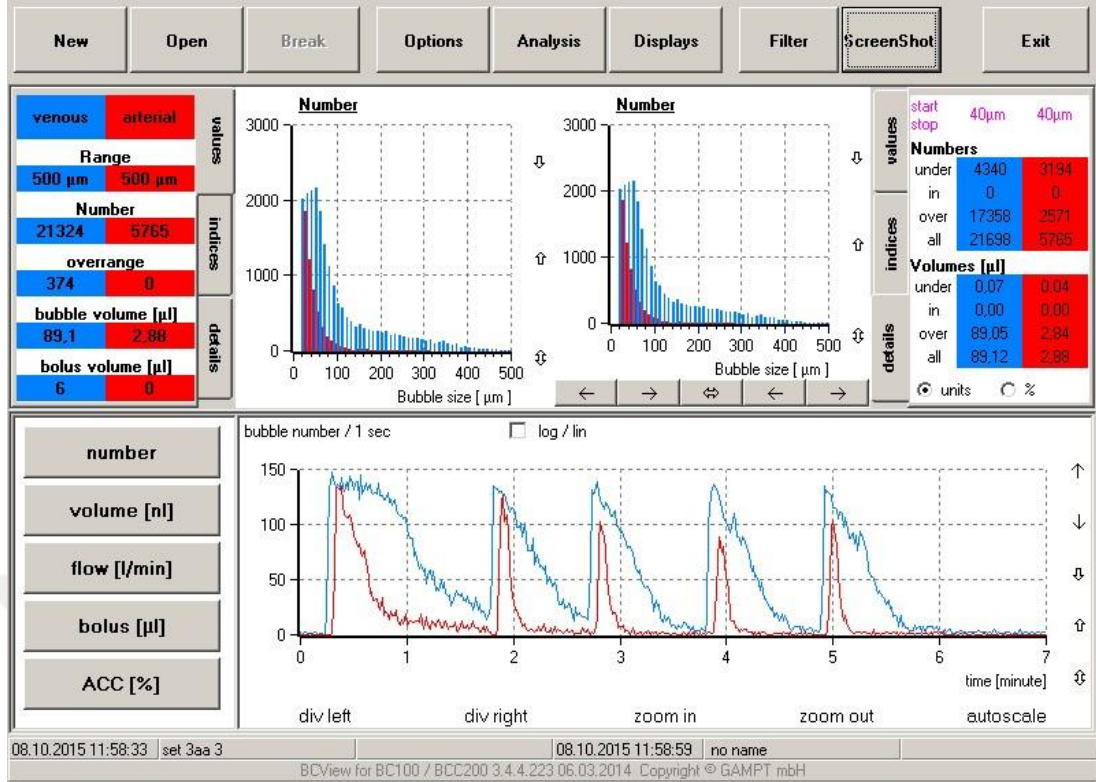 New Open Break Options Analysis Displays Filter ScreenShot Exit
venous arterial
Range
500 µm 500 µm
Number
21324 5765
overrange
374 0
bubble volume [µl]
89,1 2,88
bolus volume [µl]
6 0
values
indices
details
Number
3000
2000
1000
0
0 100 200 300 400 500
Bubble size [ µm ]
Number
3000
2000
1000
0
0 100 200 300 400 500
Bubble size [ µm ]
← → ⇔ ← →
values
indices
details
start 40µm 40µm
stop
Numbers
under 4340 3194
in 0 0
over 17358 2571
all 21698 5765
Volumes [µl]
under 0,07 0,04
in 0,00 0,00
over 89,05 2,84
all 89,12 2,88
units %
number
volume [nl]
flow [l/min]
bolus [µl]
ACC [%]
bubble number / 1 sec log / lin
150
100
50
0
0 1 2 3 4 5 6 7
time [minute]
div left div right zoom in zoom out autoscale
08.10.2015 11:58:33 set 3aa 3 08.10.2015 11:58:59 no name
BCView for BC100 / BCC200 3.4.4.223 06.03.2014 Copyright © GAMPT mbH